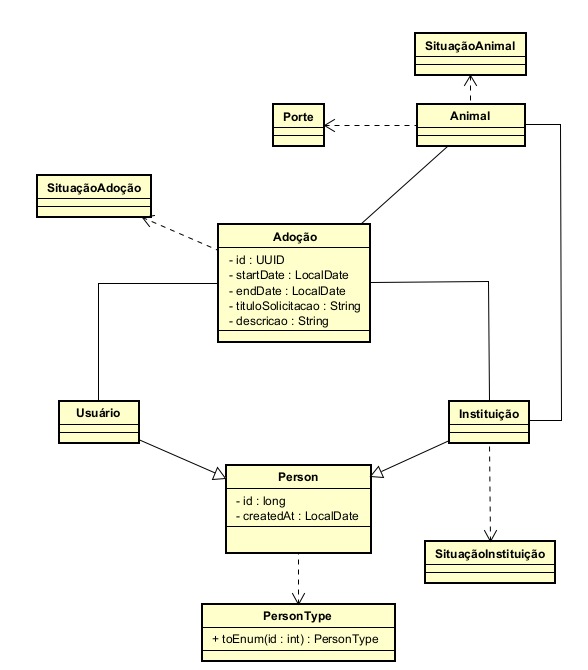 SituaçãoAnimal
Porte
Animal
SituaçãoAdoção
Adoção
- id : UUID
- startDate : LocalDate
- endDate : LocalDate
- tituloSolicitacao : String
- descricao : String
Usuário
Instituição
Person
- id : long
- createdAt : LocalDate
SituaçãoInstituição
PersonType
+ toEnum(id : int) : PersonType